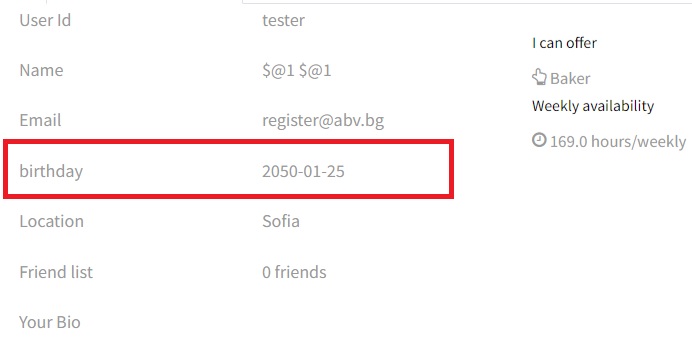 User Id tester
Name $@1 $@1
Email register@abv.bg
birthday 2050-01-25
Location Sofia
Friend list 0 friends
Your Bio
I can offer
Baker
Weekly availability
169.0 hours/weekly